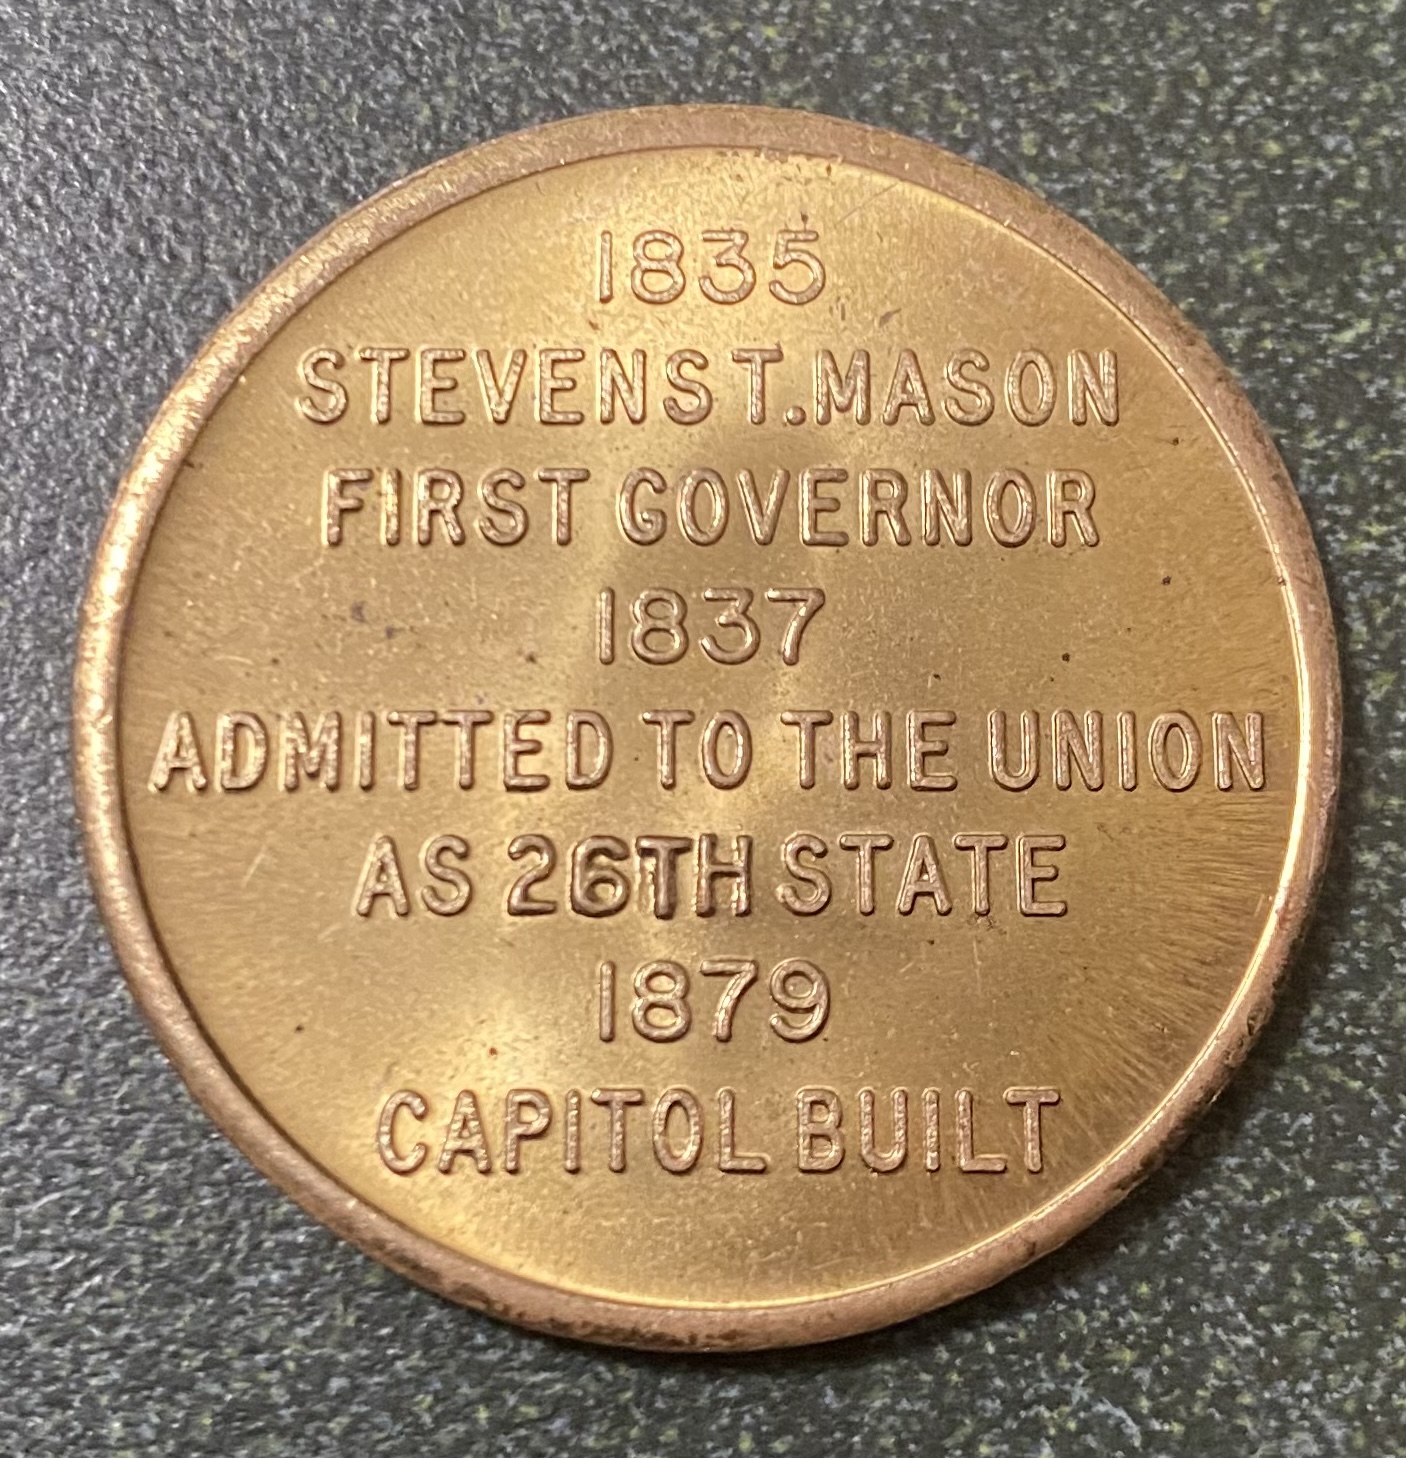 1835
STEVENS T. MASON
FIRST GOVERNOR
1837
ADMITTED TO THE UNION
AS 26TH STATE
1879
CAPITOL BUILT